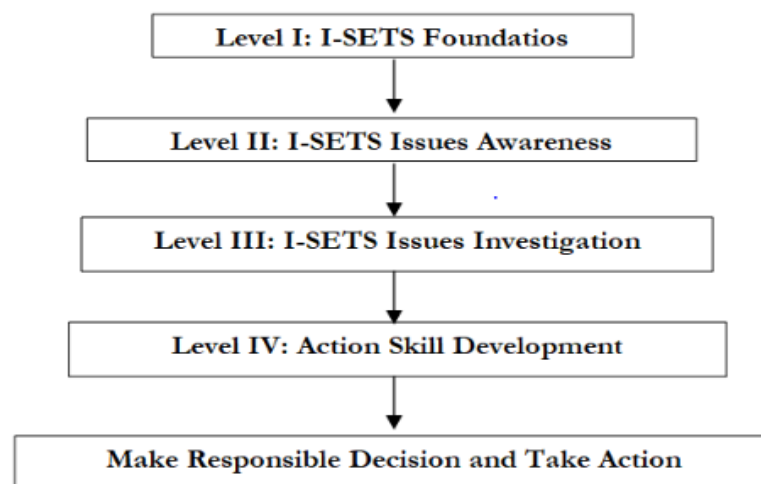 Level I: I-SETS Foundatios
Level II: I-SETS Issues Awareness
Level III: I-SETS Issues Investigation
Level IV: Action Skill Development
Make Responsible Decision and Take Action